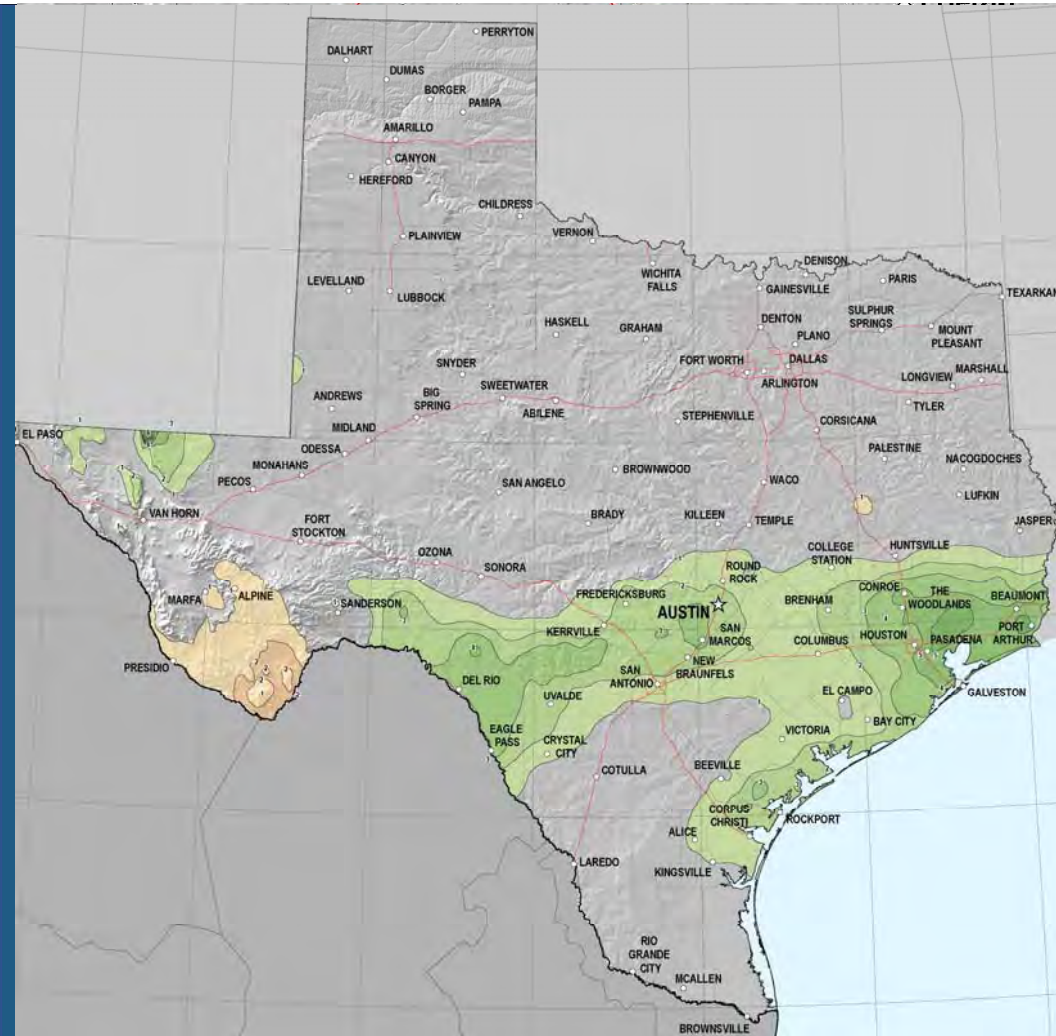 PERRYTON
DALHART
DUMAS
BORGER
PAMPA
AMARILLO
CANYON
HEREFORD
CHILDRESS
VERNON
PLAINVIEW
WICHITA
FALLS
DENISON
GAINESVILLE
PARIS
TEXARKAN
LEVELLAND
LUBBOCK
HASKELL
GRAHAM
DENTON
PLANO
SULPHUR
SPRINGS
MOUNT
PLEASANT
SNYDER
FORT WORTH
DALLAS
ARLINGTON
LONGVIEW
MARSHALL
ANDREWS
BIG
SPRING
SWEETWATER
ABILENE
STEPHENVILLE
TYLER
CORSICANA
EL PASO
MIDLAND
ODESSA
MONAHANS
PECOS
SAN ANGELO
BROWNWOOD
PALESTINE
NACOGDOCHES
WACO
LUFKIN
VAN HORN
FORT
STOCKTON
BRADY
KILLEEN
TEMPLE
JASPER
OZONA
SONORA
COLLEGE
STATION
HUNTSVILLE
ROUND
ROCK
MARFA
ALPINE
SANDERSON
FREDERICKSBURG
AUSTIN
BRENHAM
CONROE
THE
WOODLANDS
BEAUMONT
KERRVILLE
SAN
MARCOS
COLUMBUS
HOUSTON
PASADENA
PORT
ARTHUR
PRESIDIO
DEL RIO
SAN
ANTONIO
NEW
BRAUNFELS
UVALDE
EL CAMPO
GALVESTON
EAGLE
PASS
CRYSTAL
CITY
VICTORIA
BAY CITY
COTULLA
BEEVILLE
CORPUS
CHRISTI
ROCKPORT
ALICE
LAREDO
KINGSVILLE
RIO
GRANDE
CITY
MCALLEN
BROWNSVILLE